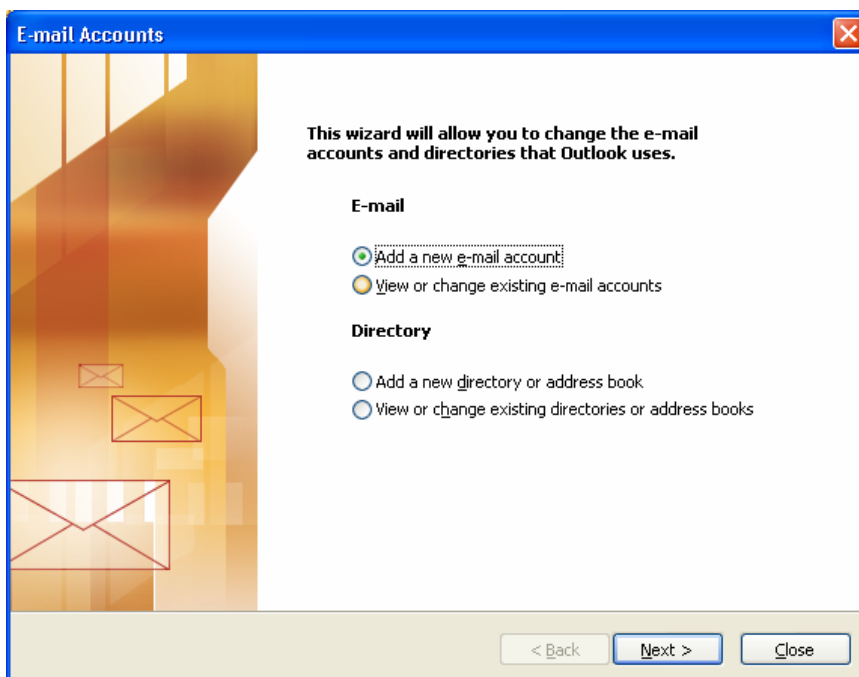 E-mail Accounts
This wizard will allow you to change the e-mail
accounts and directories that Outlook uses.
E-mail
Add a new e-mail account
View or change existing e-mail accounts
Directory
Add a new directory or address book
View or change existing directories or address books
< Back Next > Close